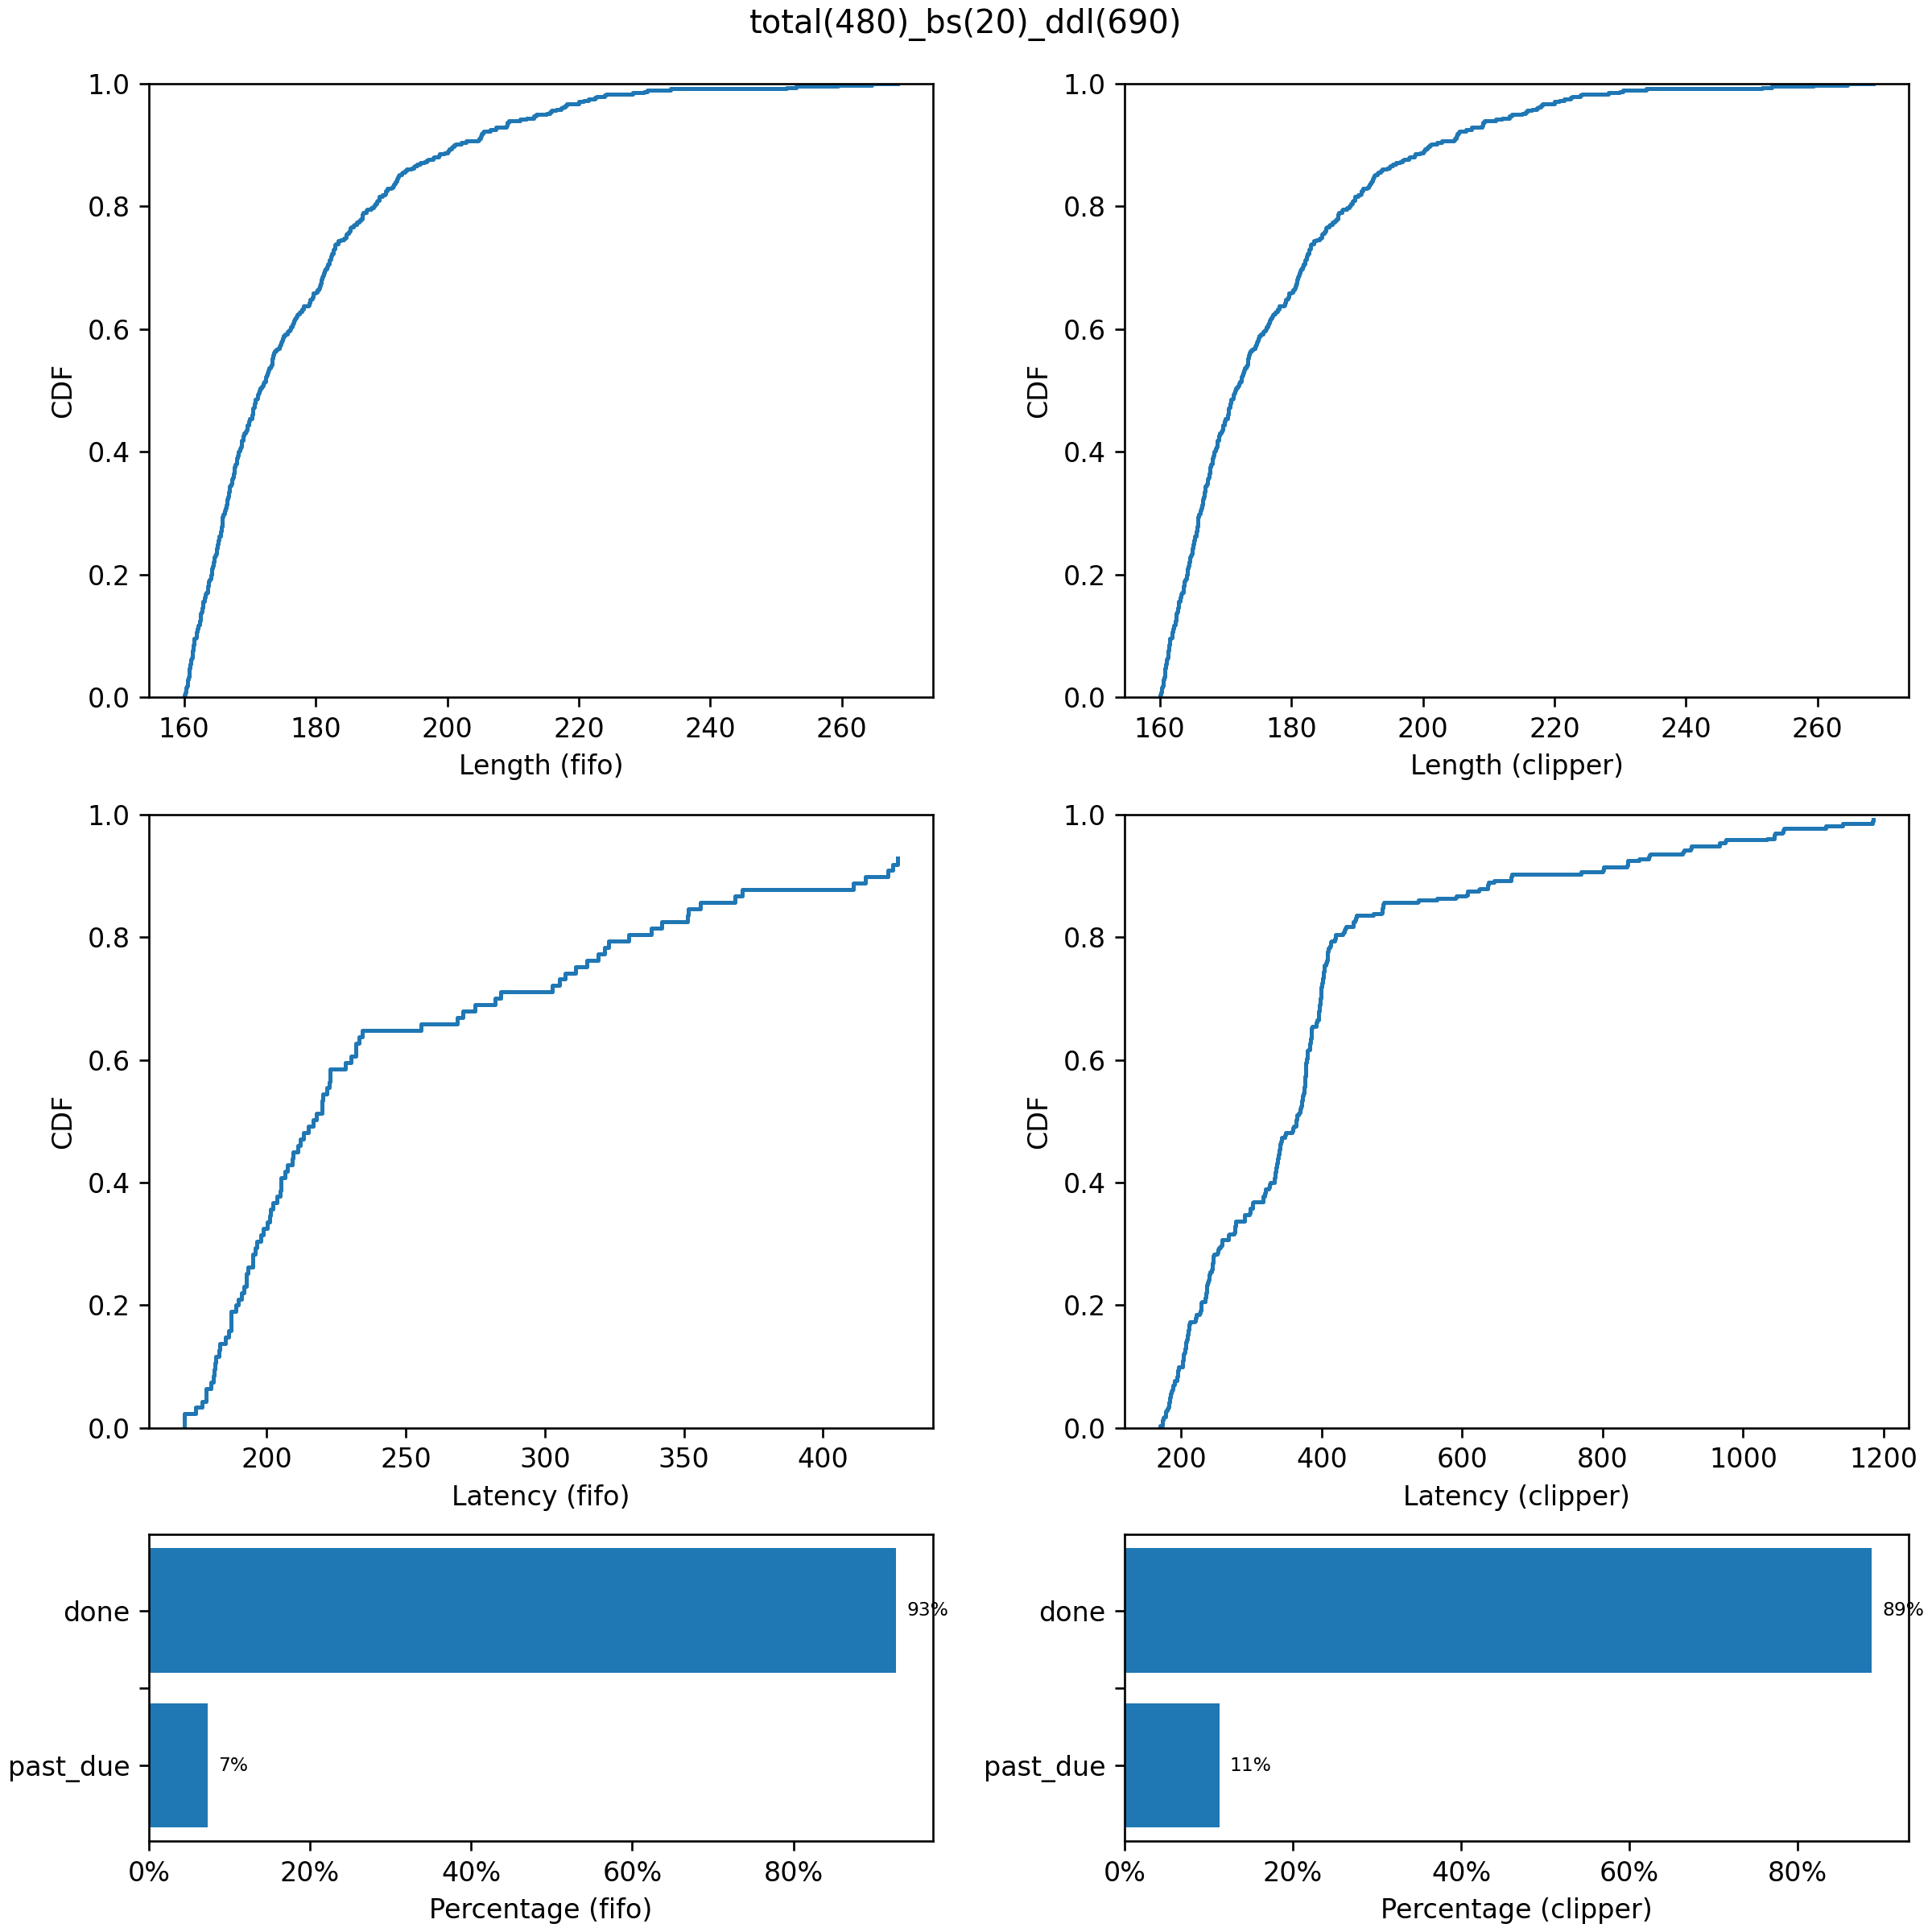 total(480)_bs(20)_ddl(690)
1.0
0.8
0.6
0.4
0.2
0.0
CDF
160 180 200 220 240 260
Length (fifo)
1.0
0.8
0.6
0.4
0.2
0.0
CDF
160 180 200 220 240 260
Length (clipper)
1.0
0.8
0.6
0.4
0.2
0.0
CDF
200 250 300 350 400
Latency (fifo)
1.0
0.8
0.6
0.4
0.2
0.0
CDF
200 400 600 800 1000 1200
Latency (clipper)
done
93%
past_due
7%
0% 20% 40% 60% 80%
Percentage (fifo)
done
89%
past_due
11%
0% 20% 40% 60% 80%
Percentage (clipper)